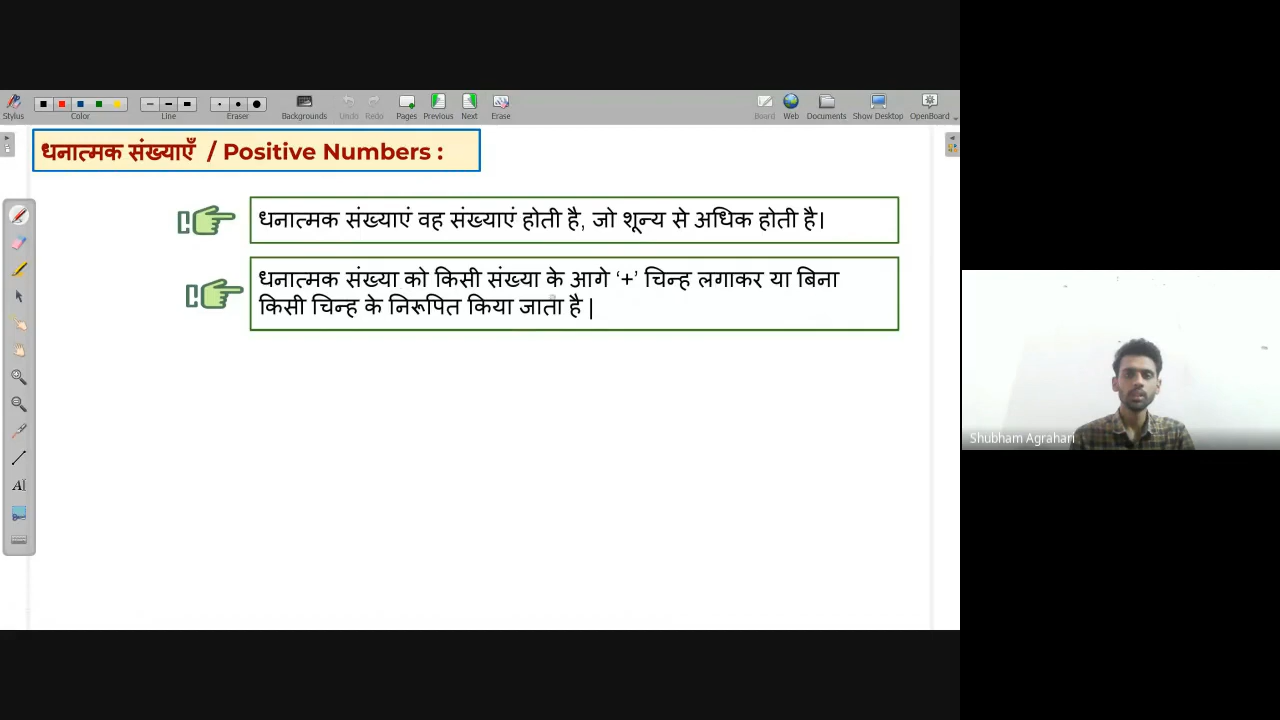 Stylus
Color
Line
Eraser
Backgrounds
Undo
Redo
Pages
Previous
Next
Erase
Board
Web
Documents
Show Desktop
OpenBoard
धनात्मक संख्याएँ / Positive Numbers :
धनात्मक संख्याएं वह संख्याएं होती है, जो शून्य से अधिक होती है।
धनात्मक संख्या को किसी संख्या के आगे ‘+’ चिन्ह लगाकर या बिना
किसी चिन्ह के निरूपित किया जाता है |
AI
Shubham Agrahari